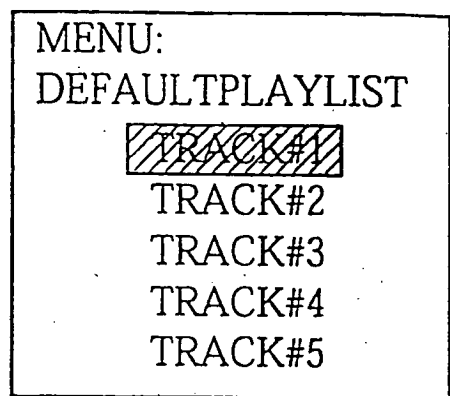 MENU:
DEFAULTPLAYLIST
TRACK#1
TRACK#2
TRACK#3
TRACK#4
TRACK#5